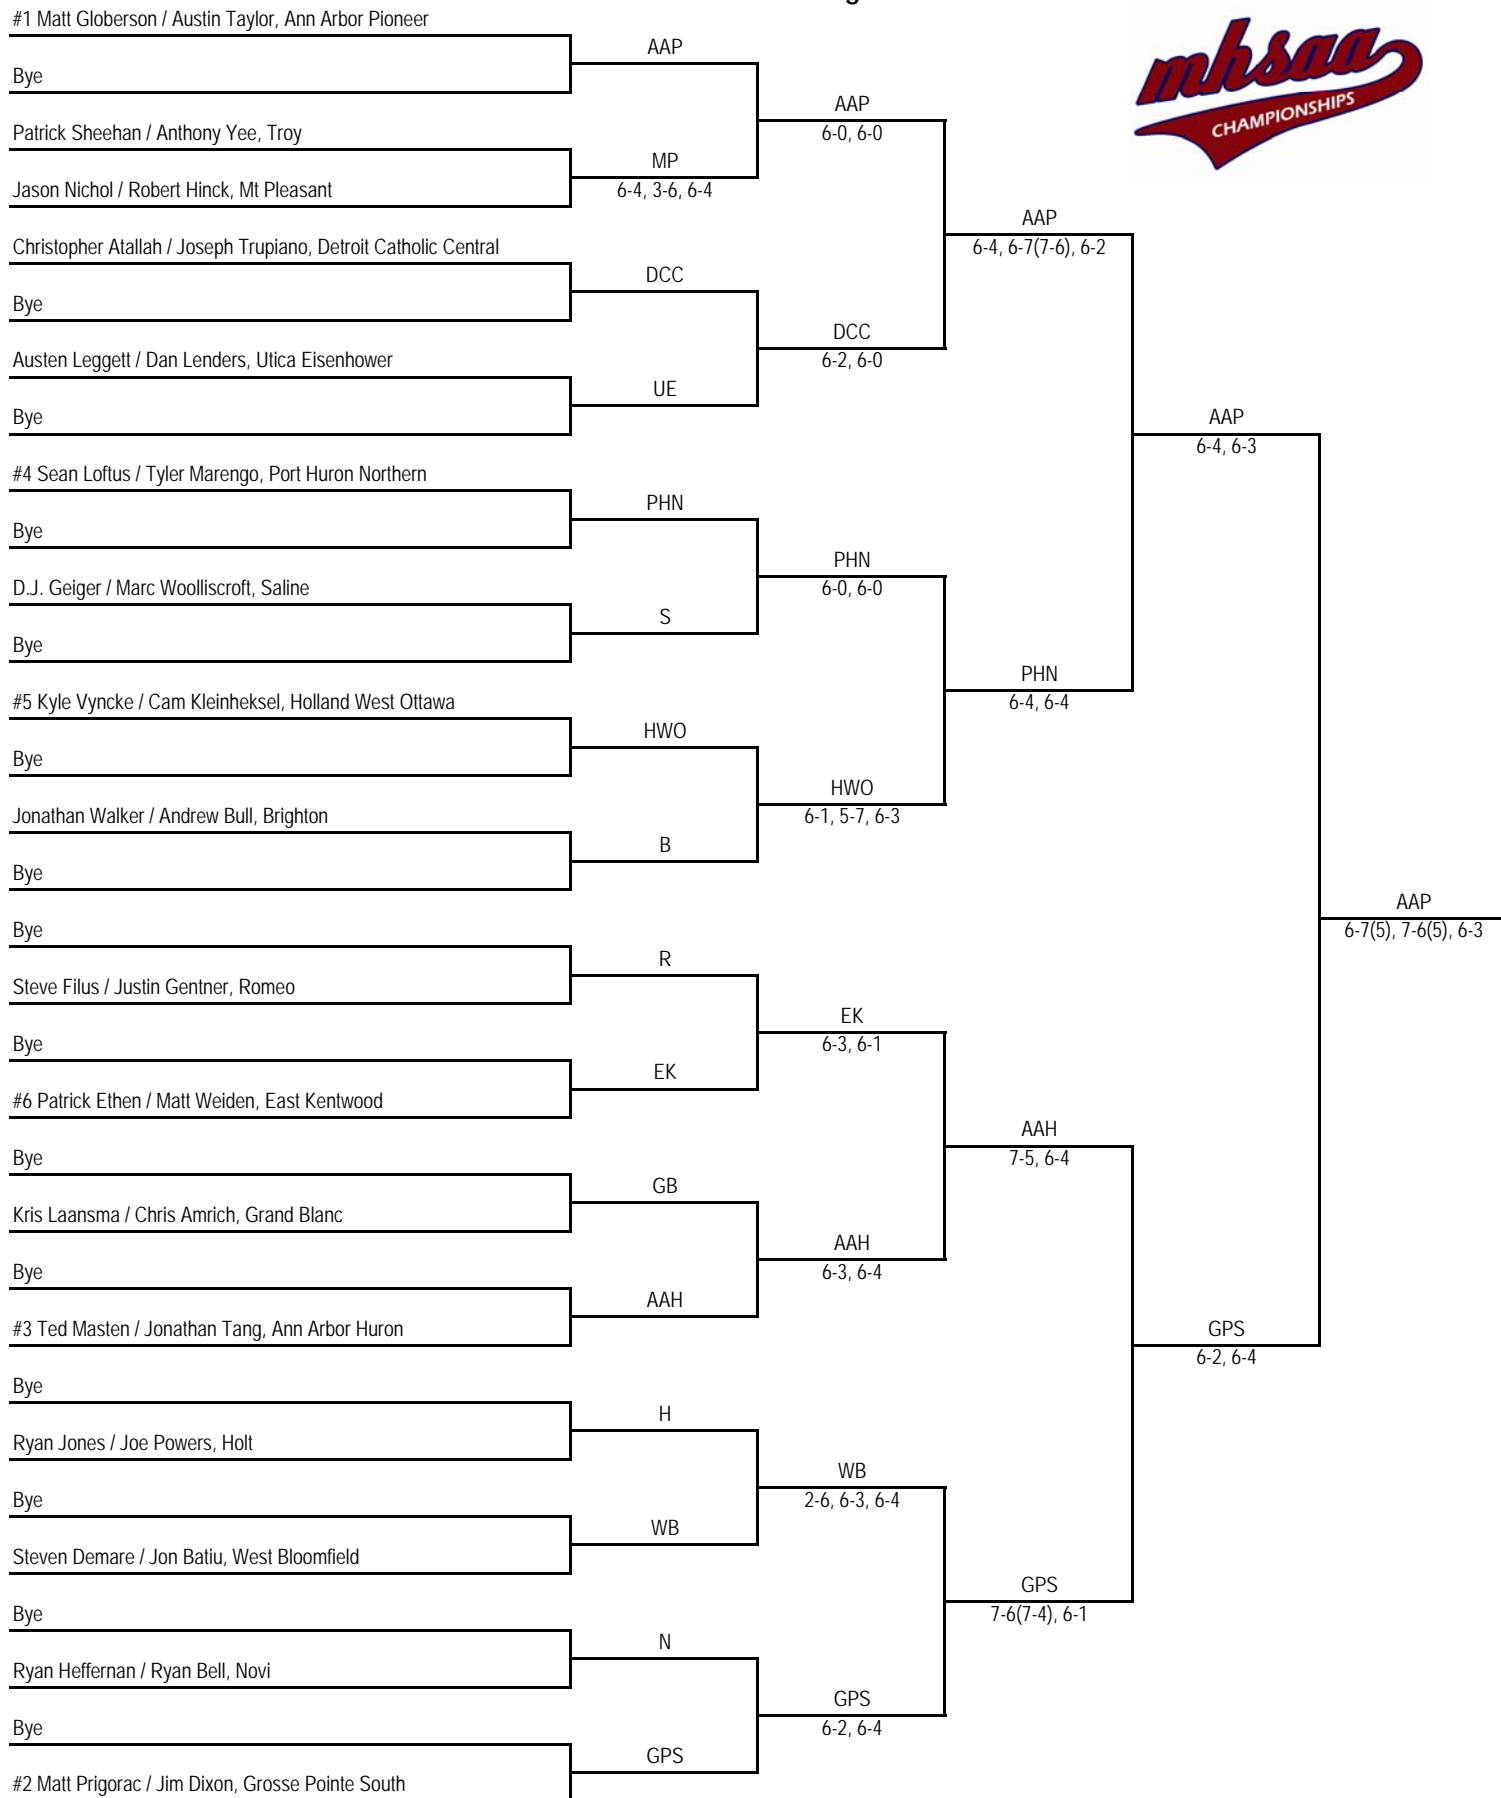 #1 Matt Globerson / Austin Taylor, Ann Arbor Pioneer
AAP
Bye
AAP
6-0, 6-0
Patrick Sheehan / Anthony Yee, Troy
MP
6-4, 3-6, 6-4
Jason Nichol / Robert Hinck, Mt Pleasant
AAP
6-4, 6-7(7-6), 6-2
Christopher Atallah / Joseph Trupiano, Detroit Catholic Central
DCC
Bye
DCC
6-2, 6-0
Austen Leggett / Dan Lenders, Utica Eisenhower
UE
Bye
AAP
6-4, 6-3
#4 Sean Loftus / Tyler Marengo, Port Huron Northern
PHN
Bye
PHN
6-0, 6-0
D.J. Geiger / Marc Woolliscroft, Saline
S
Bye
PHN
6-4, 6-4
#5 Kyle Vyncke / Cam Kleinheksel, Holland West Ottawa
HWO
Bye
HWO
6-1, 5-7, 6-3
Jonathan Walker / Andrew Bull, Brighton
B
Bye
AAP
6-7(5), 7-6(5), 6-3
Bye
R
Steve Filus / Justin Gentner, Romeo
EK
6-3, 6-1
Bye
EK
#6 Patrick Ethen / Matt Weiden, East Kentwood
AAH
7-5, 6-4
Bye
GB
Kris Laansma / Chris Amrich, Grand Blanc
AAH
6-3, 6-4
Bye
AAH
#3 Ted Masten / Jonathan Tang, Ann Arbor Huron
GPS
6-2, 6-4
Bye
H
Ryan Jones / Joe Powers, Holt
WB
2-6, 6-3, 6-4
Bye
WB
Steven Demare / Jon Batiu, West Bloomfield
GPS
7-6(7-4), 6-1
Bye
N
Ryan Heffernan / Ryan Bell, Novi
GPS
6-2, 6-4
Bye
GPS
#2 Matt Prigorac / Jim Dixon, Grosse Pointe South
mhsaa
CHAMPIONSHIPS